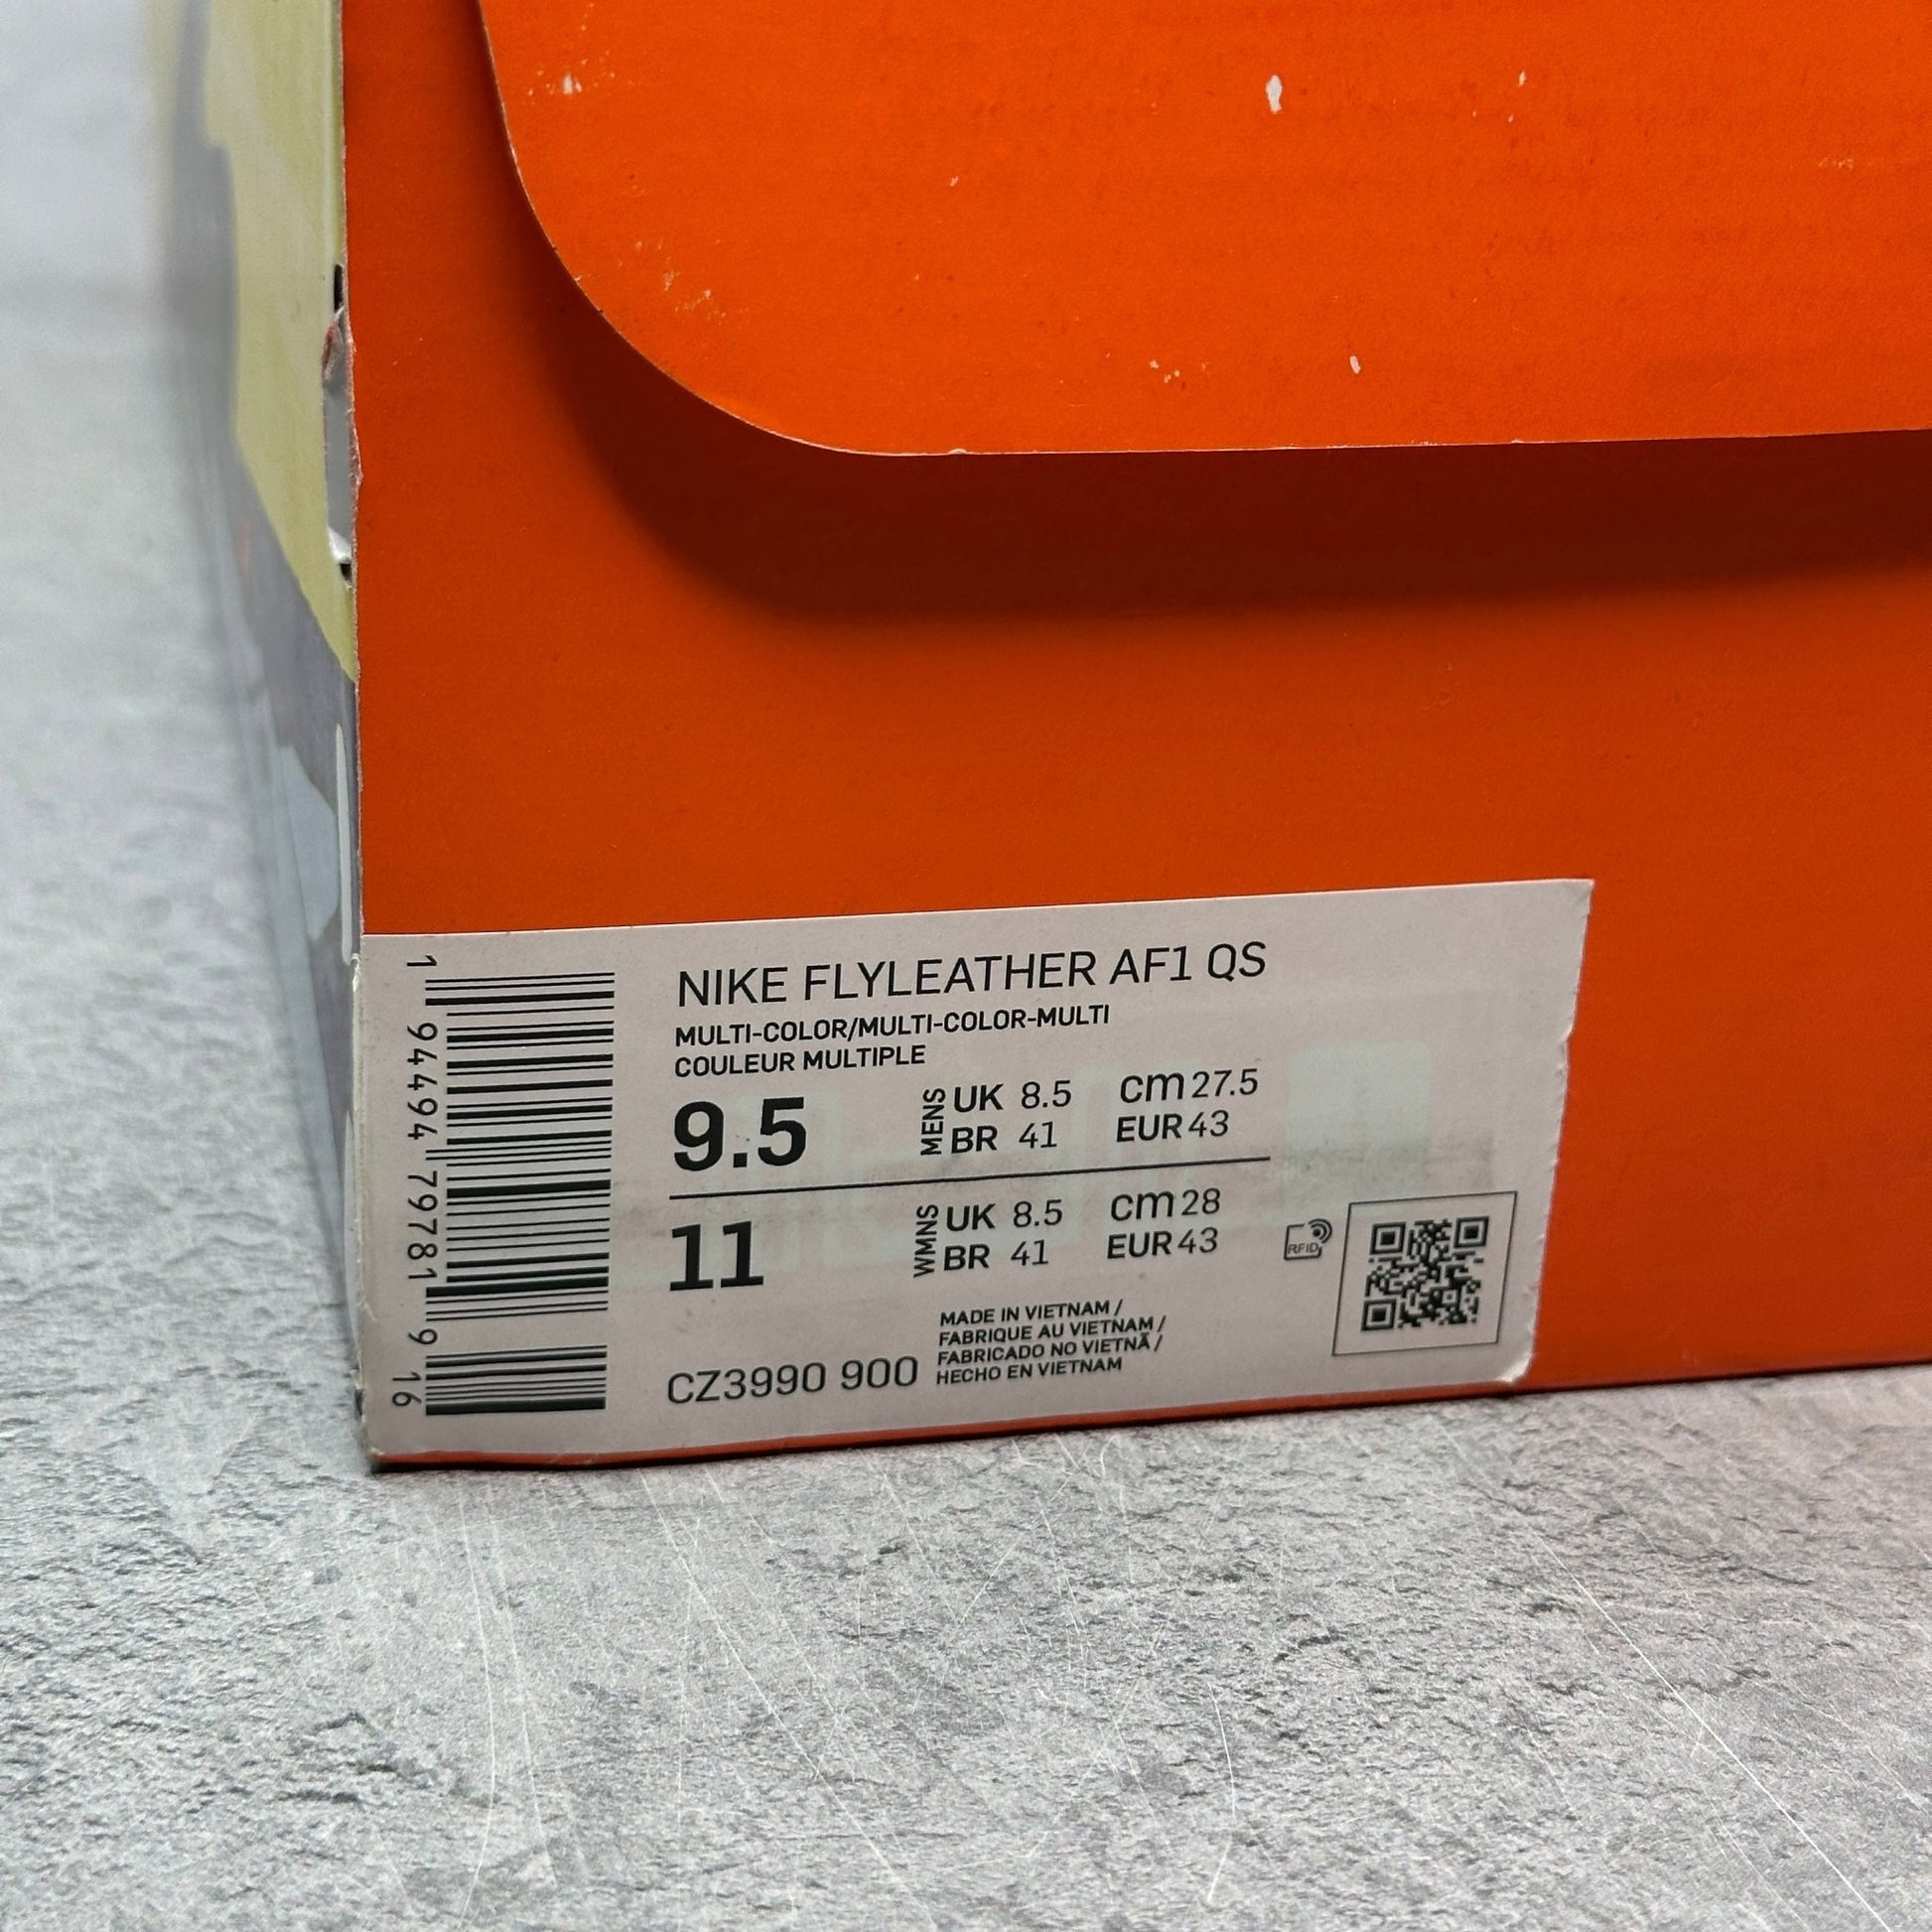 NIKE FLYLEATHER AF1 QS
MULTI-COLOR/MULTI-COLOR-MULTI
COULEUR MULTIPLE
9.5 MENS UK 8.5 cm 27.5
BR 41 EUR 43
11 WMNS UK 8.5 cm 28
BR 41 EUR 43
RFID
MADE IN VIETNAM /
FABRIQUE AU VIETNAM /
FABRICADO NO VIETNÃ /
HECHO EN VIETNAM
CZ3990 900
1 94494 79781 9 16